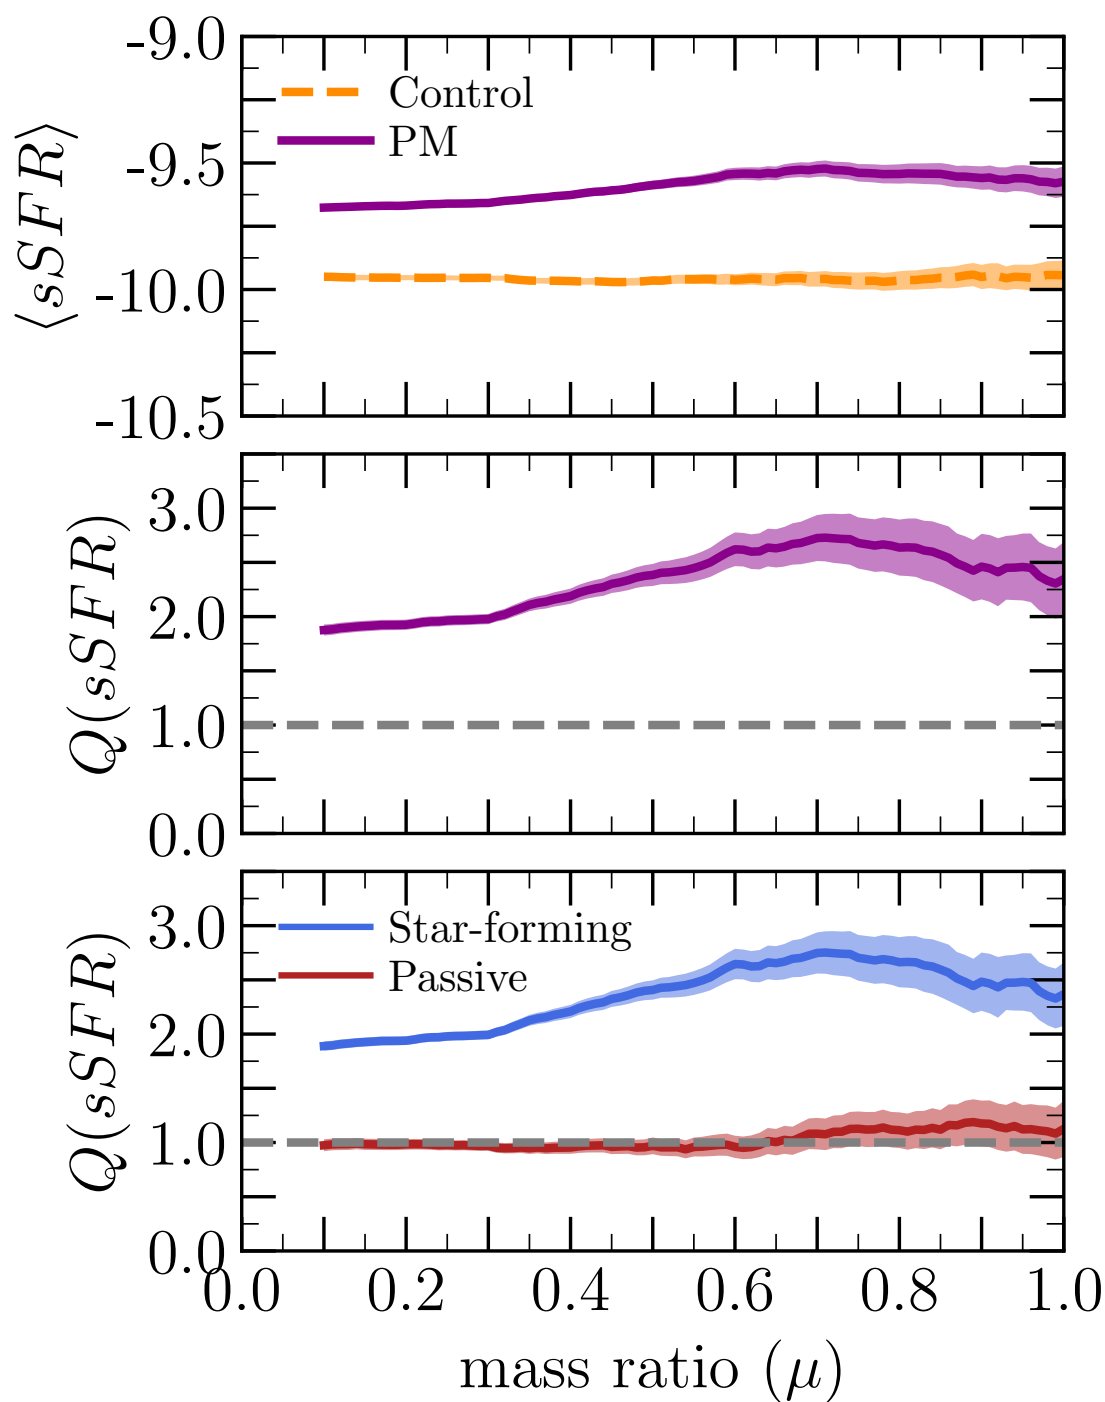 -9.0
-9.5
-10.0
-10.5
⟨sSFR⟩
Control
PM
3.0
2.0
1.0
0.0
Q(sSFR)
3.0
2.0
1.0
0.0
Q(sSFR)
Star-forming
Passive
0.0 0.2 0.4 0.6 0.8 1.0
mass ratio (μ)